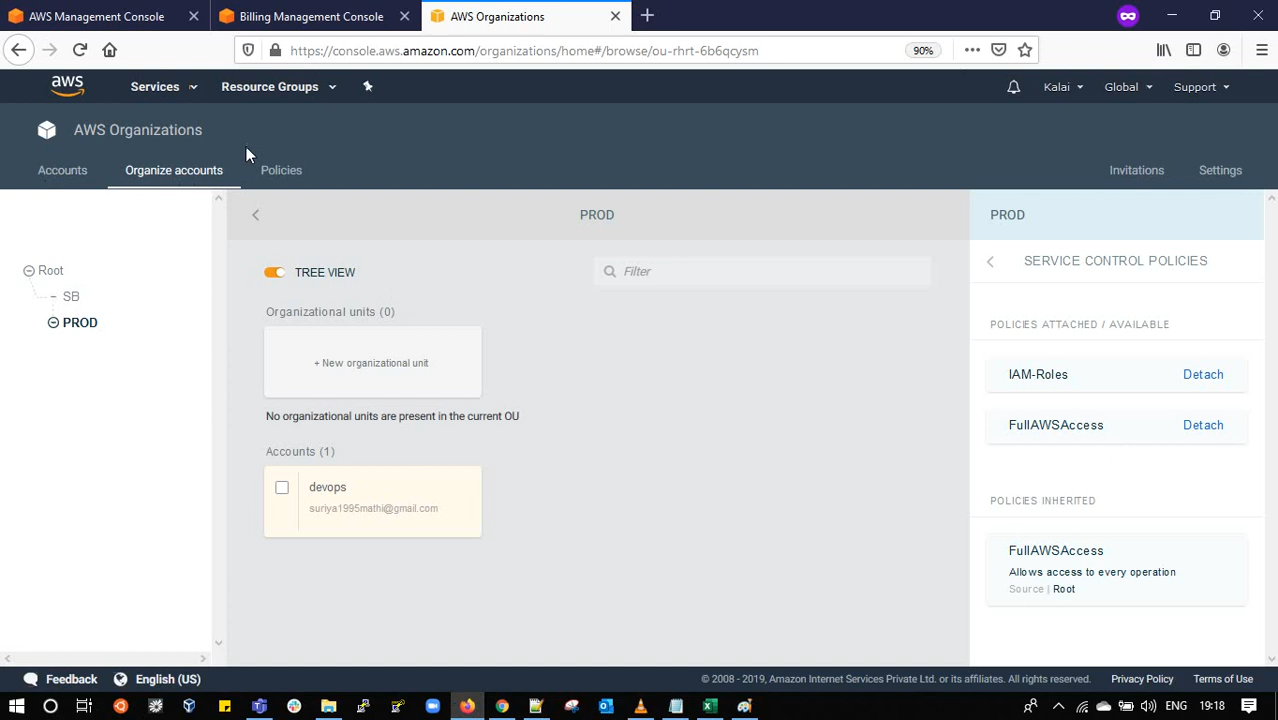 AWS Management Console
Billing Management Console
AWS Organizations
https://console.aws.amazon.com/organizations/home#/browse/ou-rhrt-6b6qcysm
90%
aws
Services
Resource Groups
Kalai
Global
Support
AWS Organizations
Accounts
Organize accounts
Policies
Invitations
Settings
Root
SB
PROD
PROD
TREE VIEW
Filter
Organizational units (0)
+ New organizational unit
No organizational units are present in the current OU
Accounts (1)
devops
suriya1995mathi@gmail.com
PROD
SERVICE CONTROL POLICIES
POLICIES ATTACHED / AVAILABLE
IAM-Roles Detach
FullAWSAccess Detach
POLICIES INHERITED
FullAWSAccess
Allows access to every operation
Source | Root
Feedback
English (US)
© 2008 - 2019, Amazon Internet Services Private Ltd. or its affiliates. All rights reserved.
Privacy Policy
Terms of Use
ENG
19:18